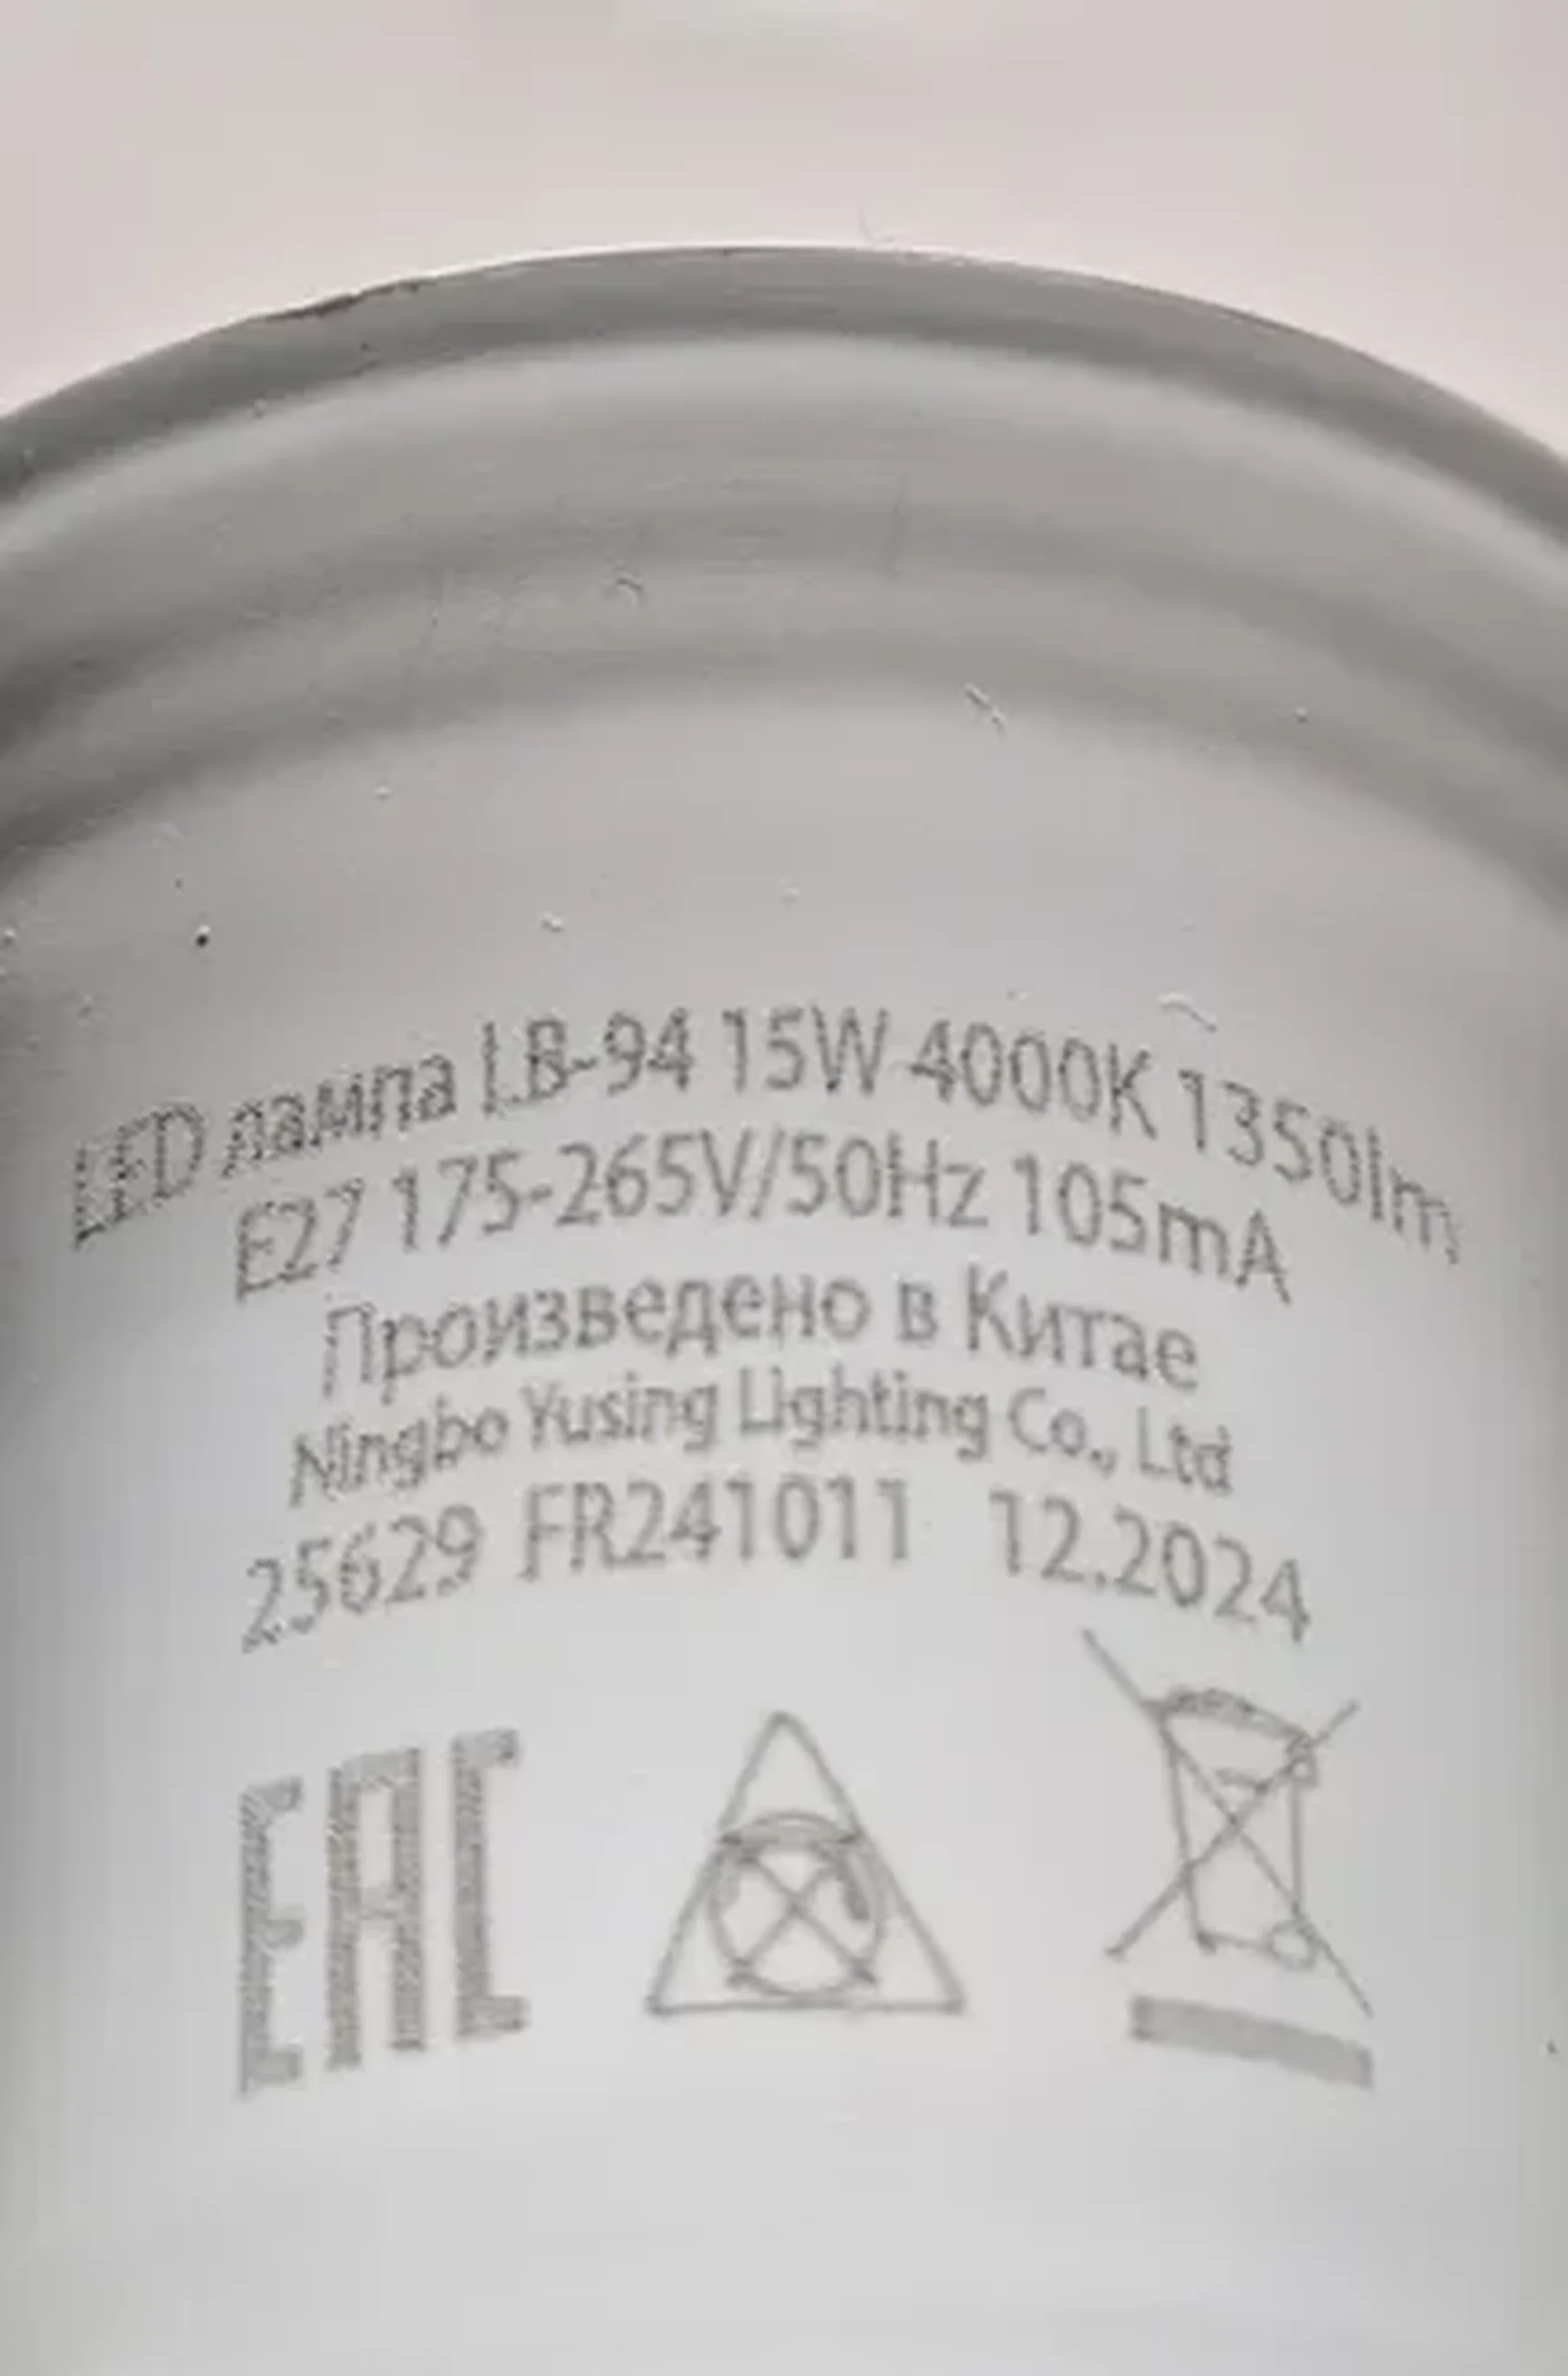 LED лампа LB-94 15W 4000K 1350lm
E27 175-265V/50Hz 105mA
Произведено в Китае
Ningbo Yusing Lighting Co., Ltd
25629 FR241011 12.2024
EAC